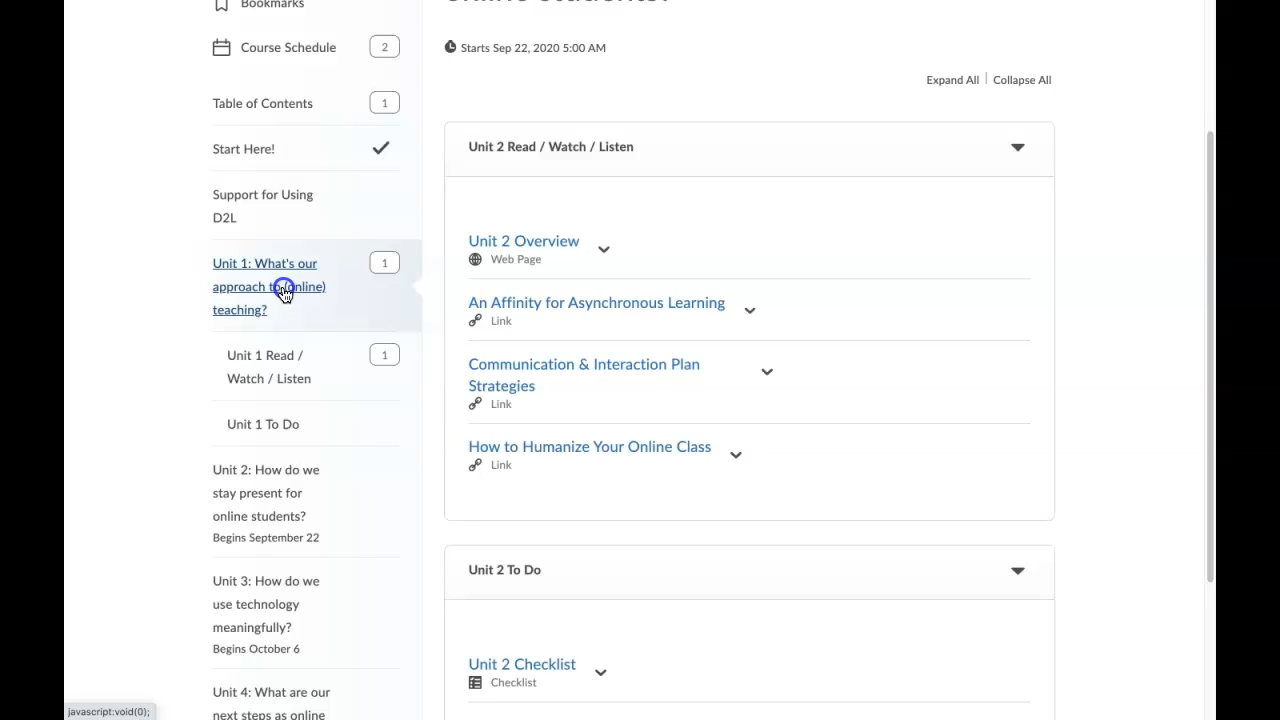 Bookmarks
Course Schedule 2
Table of Contents 1
Start Here!
Support for Using
D2L
Unit 1: What's our 1
approach to (online)
teaching?
Unit 1 Read / 1
Watch / Listen
Unit 1 To Do
Unit 2: How do we
stay present for
online students?
Begins September 22
Unit 3: How do we
use technology
meaningfully?
Begins October 6
Unit 4: What are our
next steps as online
javascript:void(0);
online students?
Starts Sep 22, 2020 5:00 AM
Expand All | Collapse All
Unit 2 Read / Watch / Listen
Unit 2 Overview
Web Page
An Affinity for Asynchronous Learning
Link
Communication & Interaction Plan
Strategies
Link
How to Humanize Your Online Class
Link
Unit 2 To Do
Unit 2 Checklist
Checklist